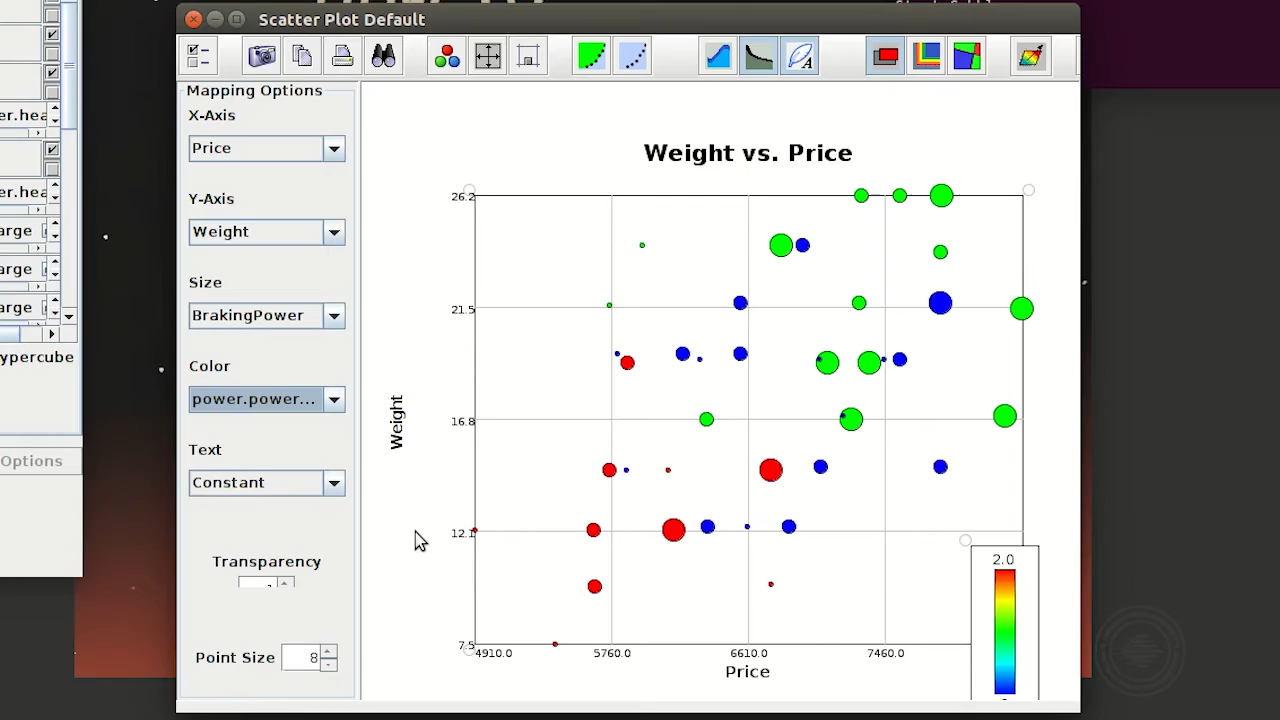 Scatter Plot Default
er.hea
er.hea
arge
arge
arge
ypercube
Options
Mapping Options
X-Axis
Price
Y-Axis
Weight
Size
BrakingPower
Color
power.power...
Text
Constant
Transparency
Point Size 8
Weight vs. Price
26.2
21.5
16.8
12.1
7.5
Weight
4910.0 5760.0 6610.0 7460.0
Price
2.0